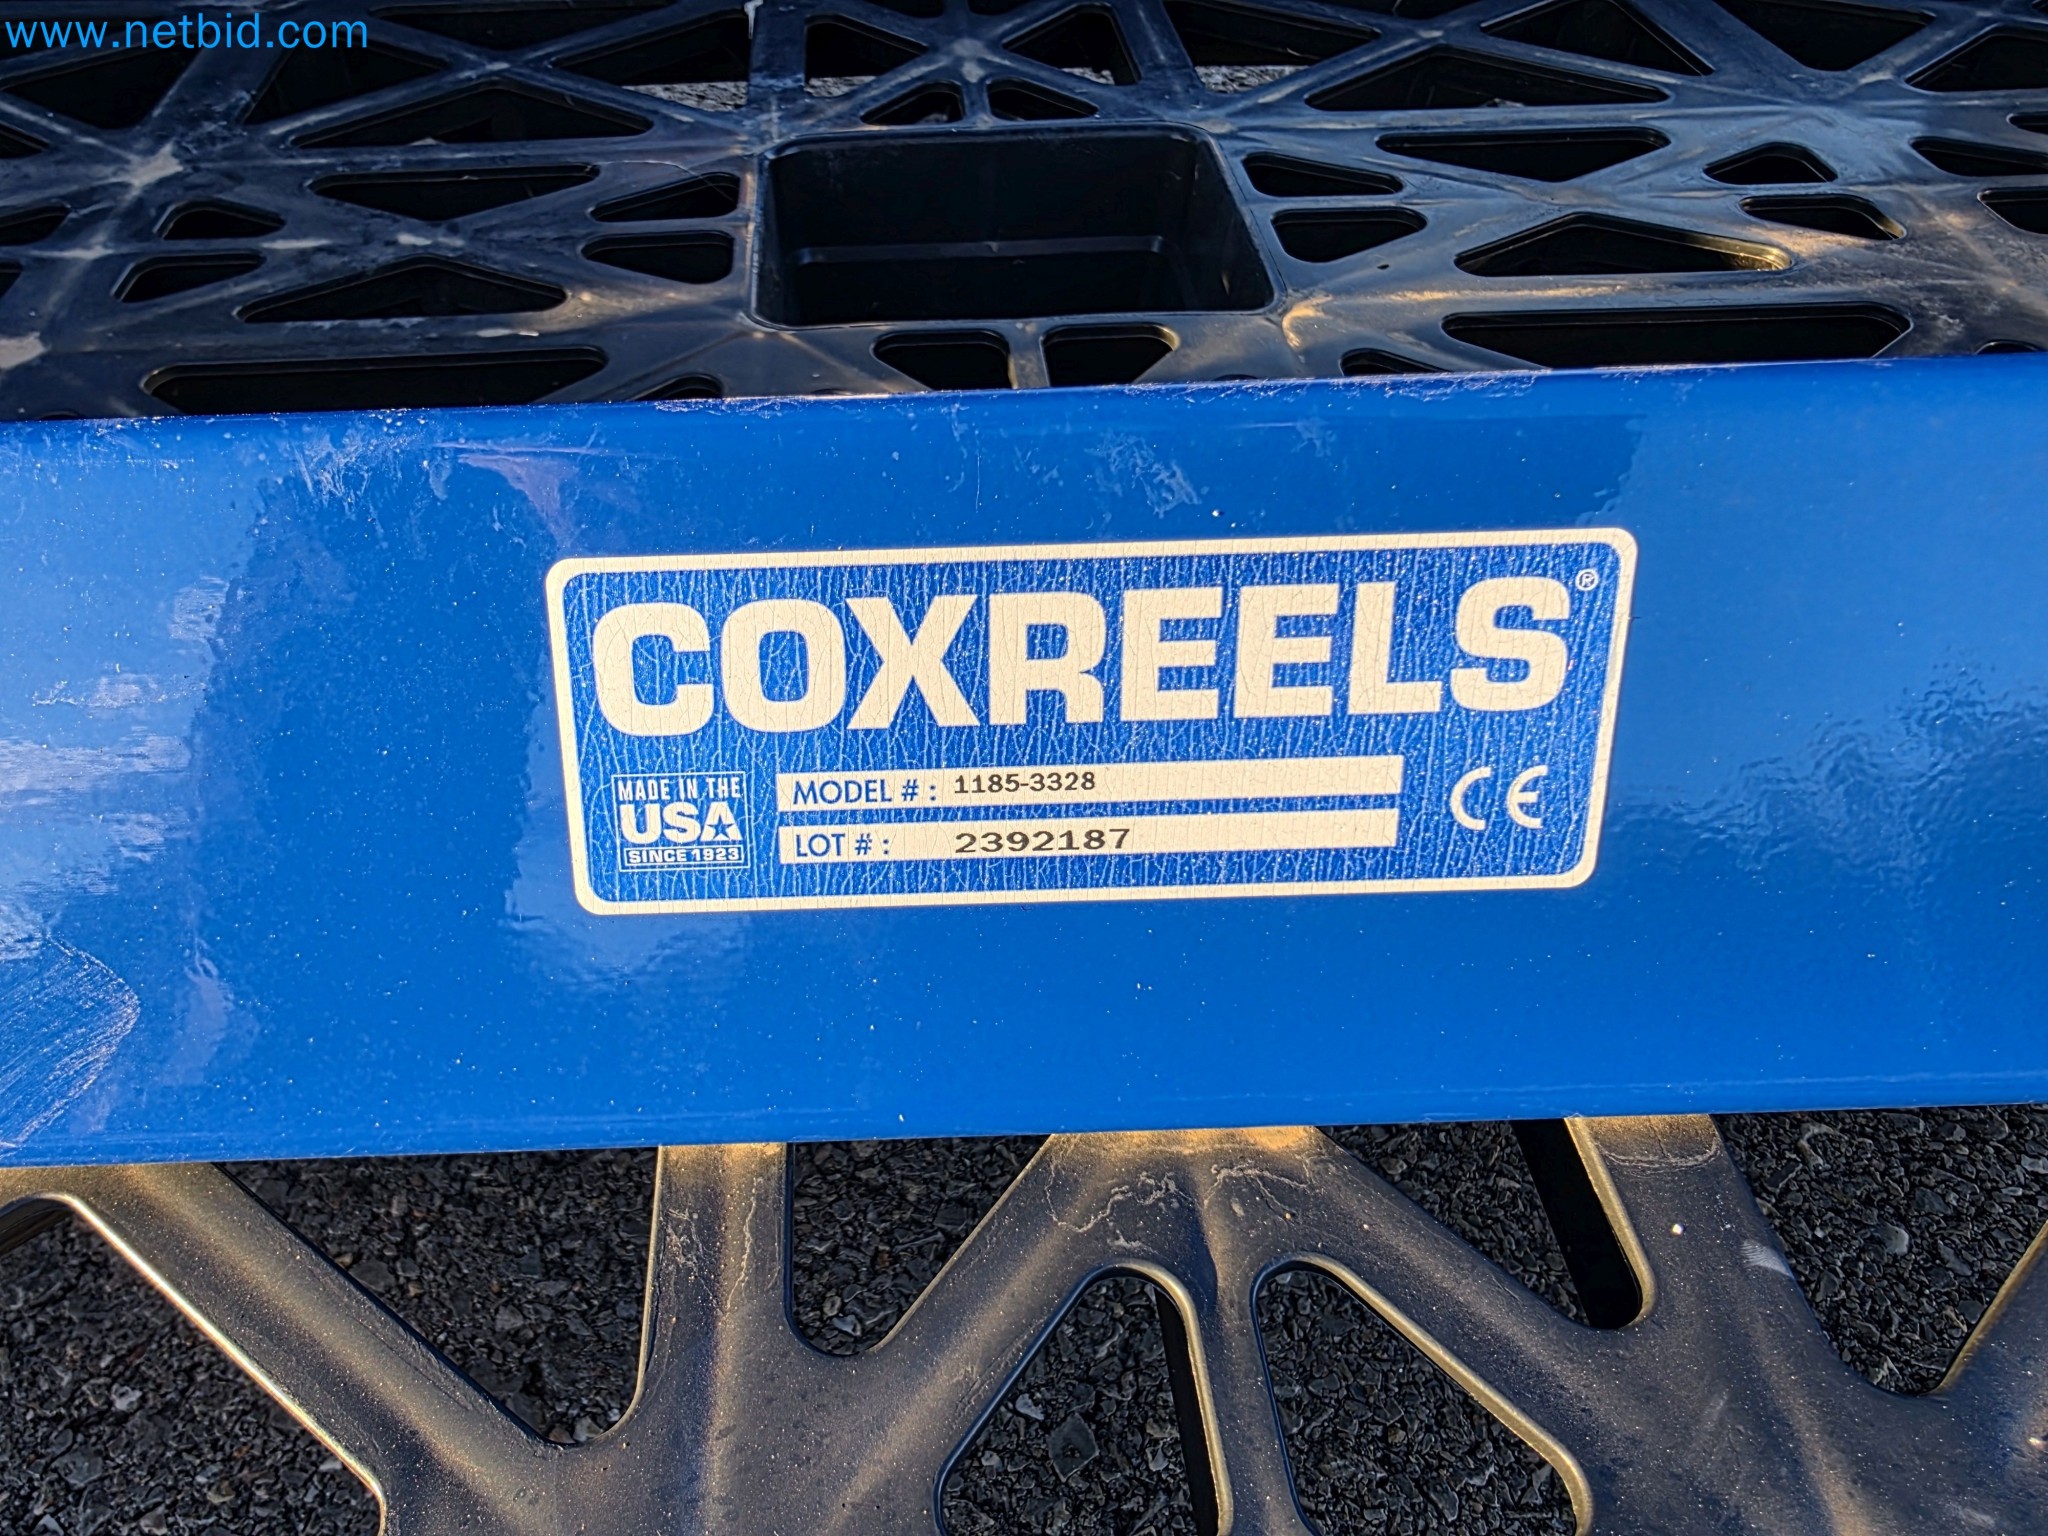 www.netbid.com
COXREELS®
MADE IN THE
USA
SINCE 1923
MODEL # : 1185-3328
LOT # : 2392187
CE